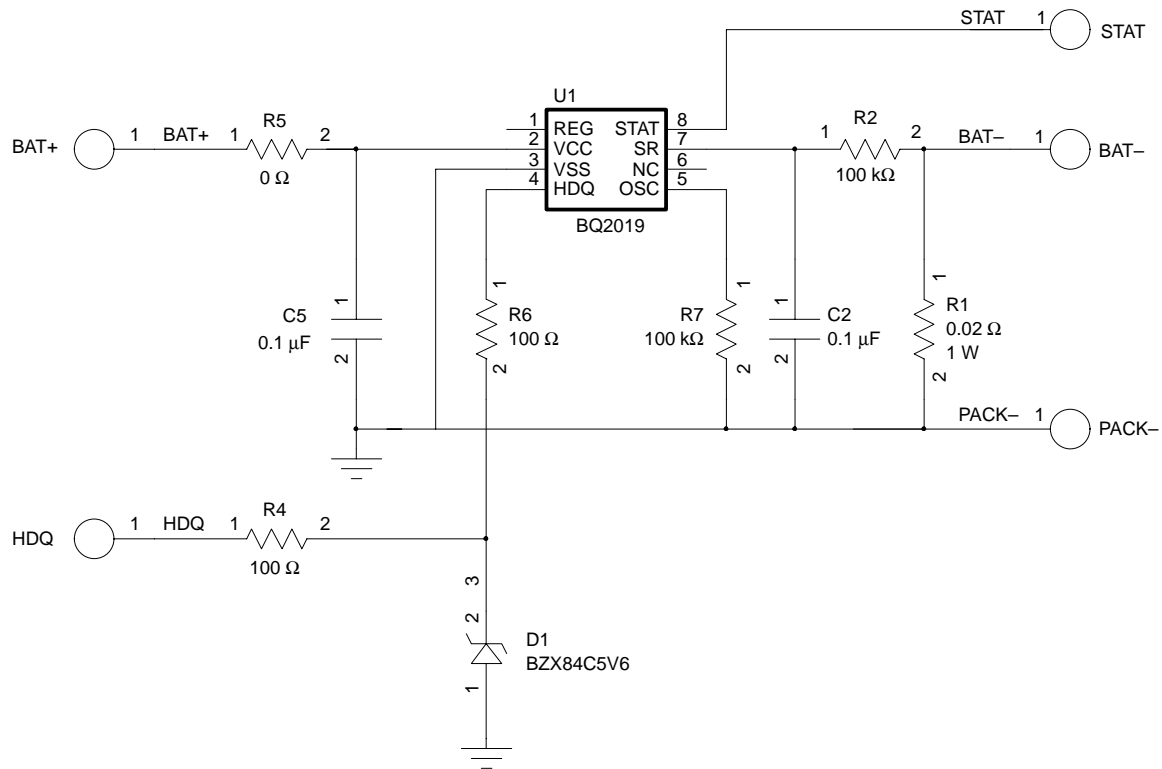 STAT 1
STAT
U1
BAT+ 1 BAT+ 1 R5 2
0 Ω
1 REG STAT 8
2 VCC SR 7
3 VSS NC 6
4 HDQ OSC 5
BQ2019
1 R2 2 BAT– 1 BAT–
100 kΩ
1
C5
0.1 μF
2
1
R6
100 Ω
2
1
R7
100 kΩ
2
1
C2
0.1 μF
2
1
R1
0.02 Ω
1 W
2
PACK– 1 PACK–
HDQ 1 HDQ 1 R4 2
100 Ω
3
2
D1
BZX84C5V6
1